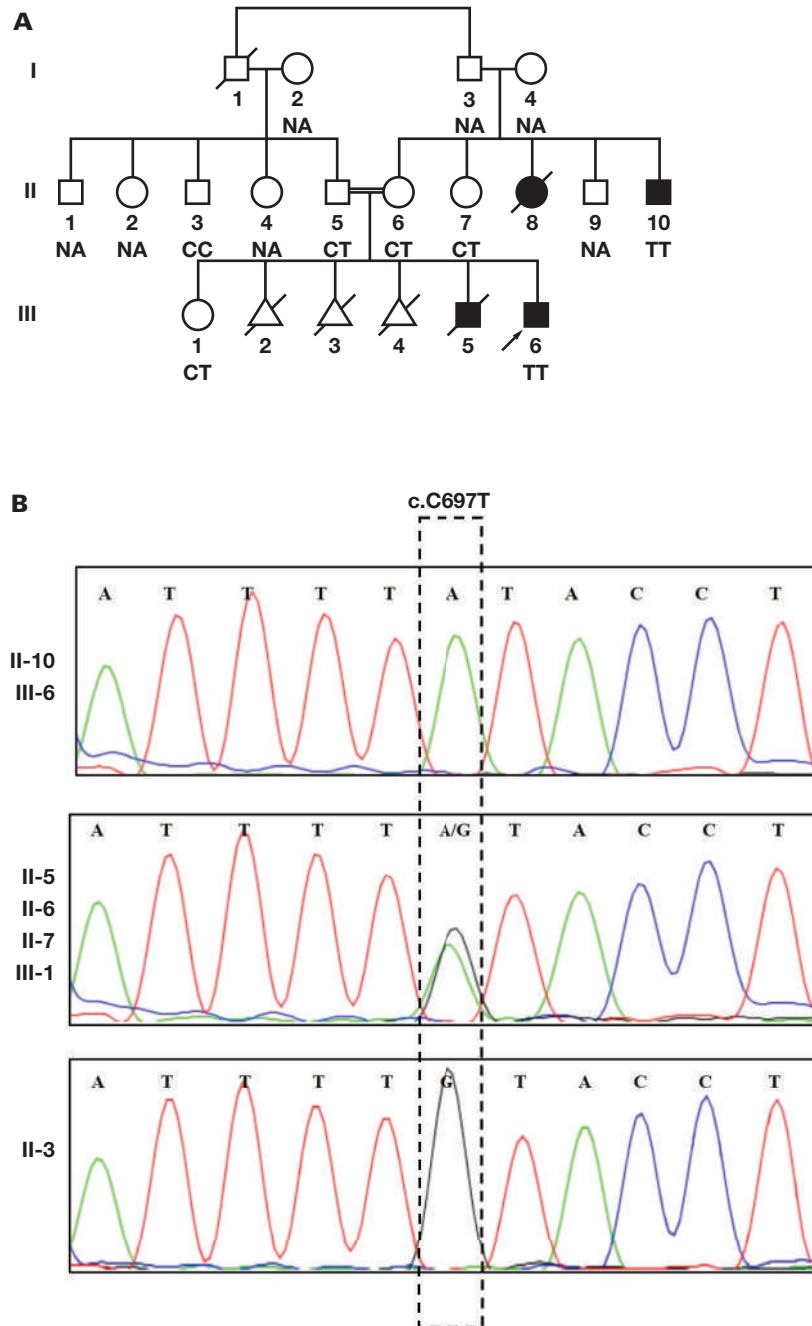 A
I
1 2 3 4
NA NA NA
II
1 2 3 4 5 6 7 8 9 10
NA NA CC NA CT CT CT NA TT
III
1 2 3 4 5 6
CT TT
B
c.C697T
A T T T T A T A C C T
II-10
III-6
A T T T T A/G T A C C T
II-5
II-6
II-7
III-1
A T T T T G T A C C T
II-3